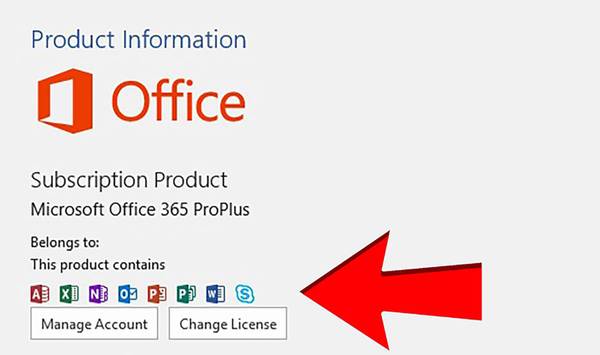 Product Information
Office
Subscription Product
Microsoft Office 365 ProPlus
Belongs to:
This product contains
A X N O P P W S
Manage Account Change License